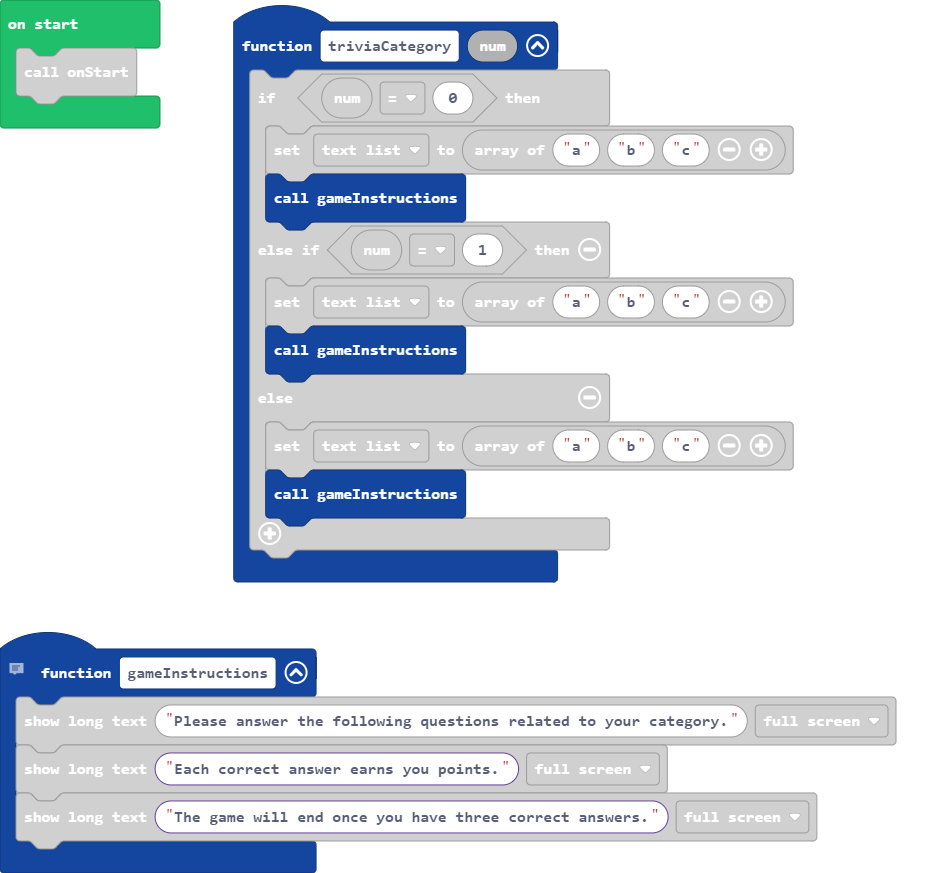 on start
call onStart
function triviaCategory num
if num = 0 then
set text list to array of "a" "b" "c"
call gameInstructions
else if num = 1 then
set text list to array of "a" "b" "c"
call gameInstructions
else
set text list to array of "a" "b" "c"
call gameInstructions
function gameInstructions
show long text "Please answer the following questions related to your category." full screen
show long text "Each correct answer earns you points." full screen
show long text "The game will end once you have three correct answers." full screen